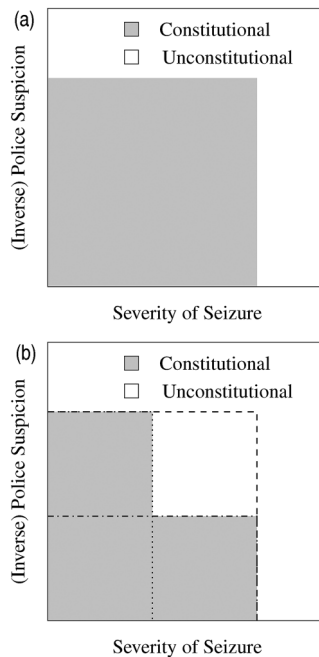 (a)
Constitutional
Unconstitutional
(Inverse) Police Suspicion
Severity of Seizure
(b)
Constitutional
Unconstitutional
(Inverse) Police Suspicion
Severity of Seizure